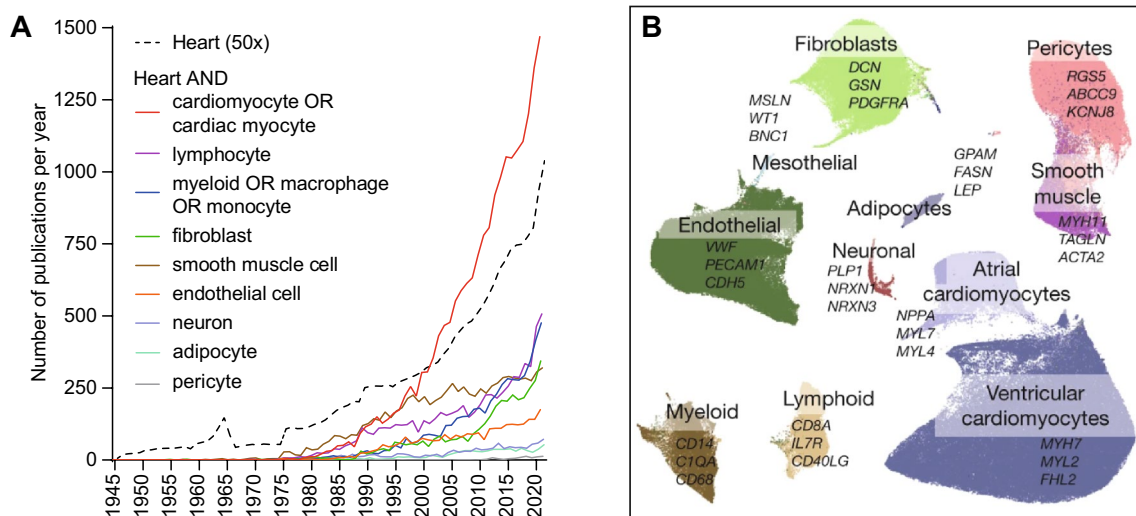 A
Number of publications per year
1500
1250
1000
750
500
250
0
Heart (50x)
Heart AND
cardiomyocyte OR
cardiac myocyte
lymphocyte
myeloid OR macrophage
OR monocyte
fibroblast
smooth muscle cell
endothelial cell
neuron
adipocyte
pericyte
1945
1950
1955
1960
1965
1970
1975
1980
1985
1990
1995
2000
2005
2010
2015
2020
B
Fibroblasts
DCN
GSN
PDGFRA
Pericytes
RGS5
ABCC9
KCNJ8
MSLN
WT1
BNC1
Mesothelial
GPAM
FASN
LEP
Adipocytes
Smooth
muscle
MYH11
TAGLN
ACTA2
Endothelial
VWF
PECAM1
CDH5
Neuronal
PLP1
NRXN1
NRXN3
Atrial
cardiomyocytes
NPPA
MYL7
MYL4
Myeloid
CD14
C1QA
CD68
Lymphoid
CD8A
IL7R
CD40LG
Ventricular
cardiomyocytes
MYH7
MYL2
FHL2